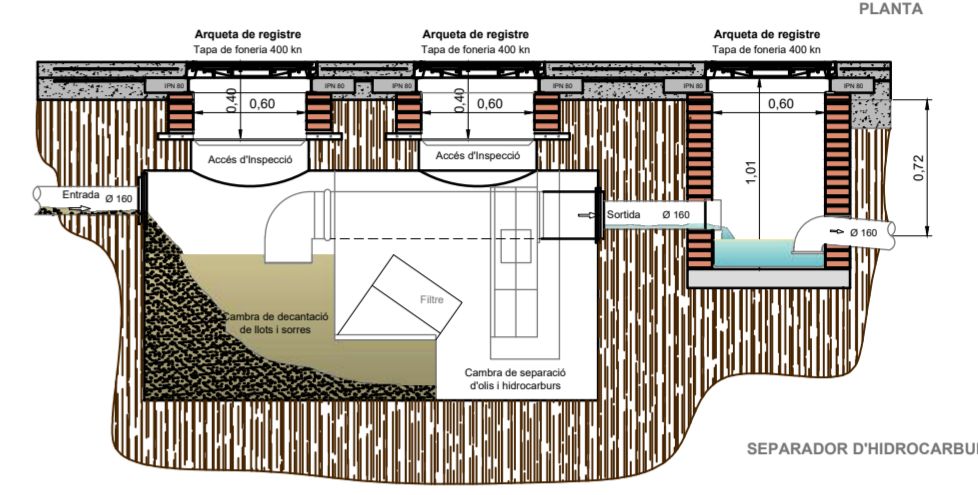 PLANTA
Arqueta de registre
Tapa de foneria 400 kn
Arqueta de registre
Tapa de foneria 400 kn
Arqueta de registre
Tapa de foneria 400 kn
IPN 80
IPN 80
IPN 80
IPN 80
IPN 80
IPN 80
0,40
0,60
0,40
0,60
0,60
1,01
0,72
Accés d'Inspecció
Accés d'Inspecció
Entrada
Ø 160
Sortida
Ø 160
Ø 160
Filtre
Cambra de decantació
de llots i sorres
Cambra de separació
d'olis i hidrocarburs
SEPARADOR D'HIDROCARBU